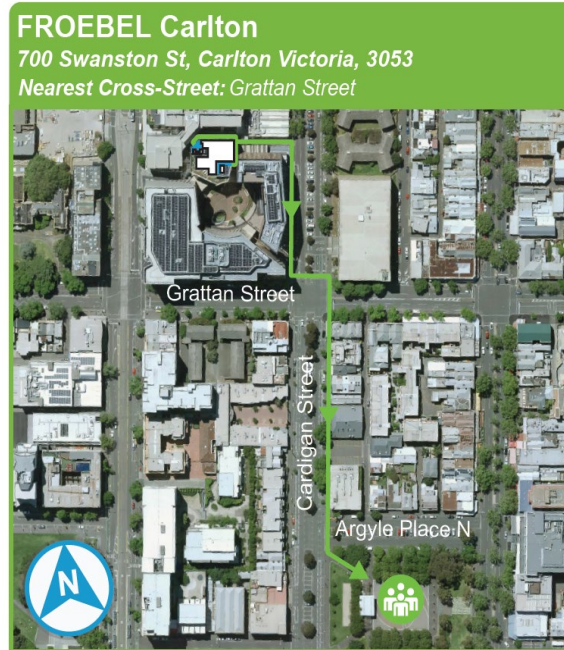 FROEBEL Carlton
700 Swanston St, Carlton Victoria, 3053
Nearest Cross-Street: Grattan Street
Grattan Street
Cardigan Street
Argyle Place N
N